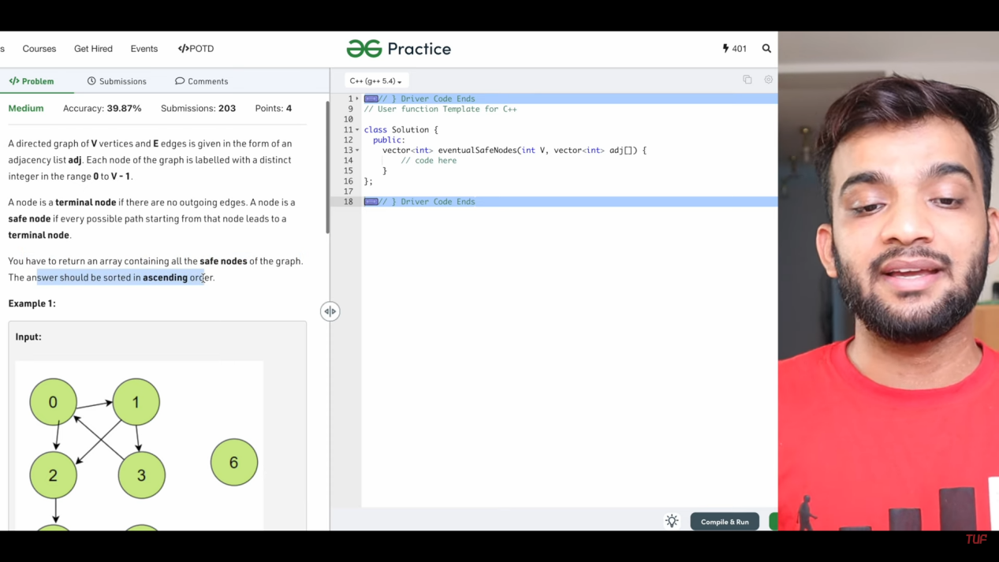 s Courses Get Hired Events </>POTD
GG Practice
401
</> Problem Submissions Comments
C++ (g++ 5.4)
Medium Accuracy: 39.87% Submissions: 203 Points: 4
A directed graph of V vertices and E edges is given in the form of an
adjacency list adj. Each node of the graph is labelled with a distinct
integer in the range 0 to V - 1.
A node is a terminal node if there are no outgoing edges. A node is a
safe node if every possible path starting from that node leads to a
terminal node.
You have to return an array containing all the safe nodes of the graph.
The answer should be sorted in ascending order.
Example 1:
Input:
0 1
6
2 3
1 // } Driver Code Ends
9 // User function Template for C++
10
11 class Solution {
12 public:
13 vector<int> eventualSafeNodes(int V, vector<int> adj[]) {
14 // code here
15 }
16 };
17
18 // } Driver Code Ends
Compile & Run
TUF